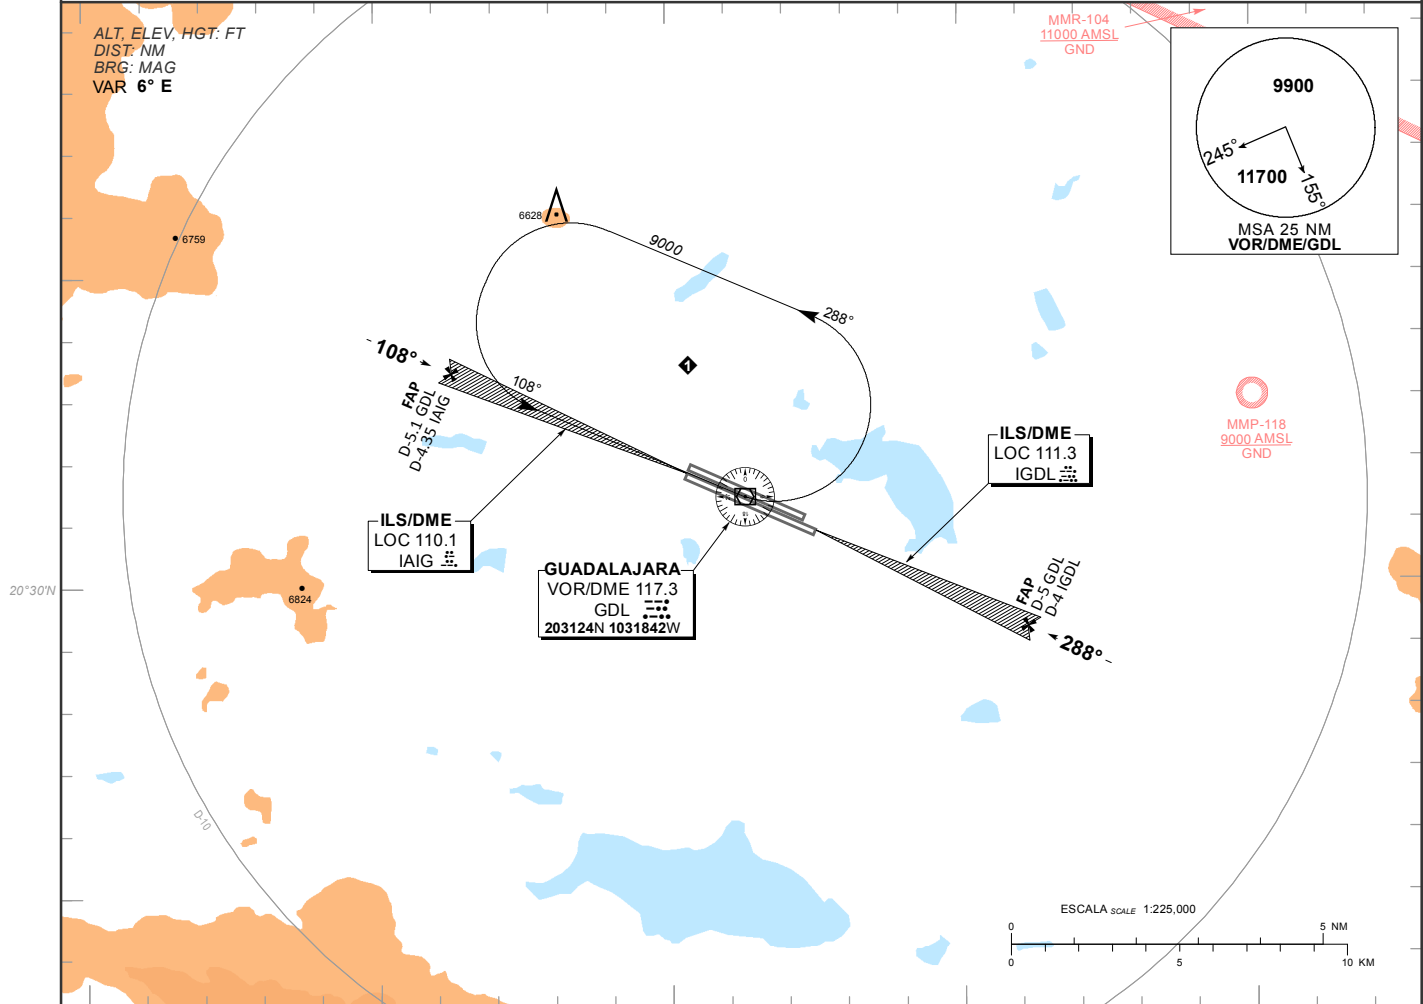 ALT, ELEV, HGT: FT
DIST: NM
BRG: MAG
VAR 6° E
MMR-104
11000 AMSL
GND
9900
245°
11700
155°
MSA 25 NM
VOR/DME/GDL
6628
9000
6759
288°
108°
108°
FAP
D-5.1 GDL
D-4.35 IAIG
1
MMP-118
9000 AMSL
GND
ILS/DME
LOC 111.3
IGDL
ILS/DME
LOC 110.1
IAIG
GUADALAJARA
VOR/DME 117.3
GDL
203124N 1031842W
FAP
D-5 GDL
D-4 IGDL
288°
20°30'N
6824
D-10
ESCALA SCALE 1:225,000
0 5 NM
0 5 10 KM